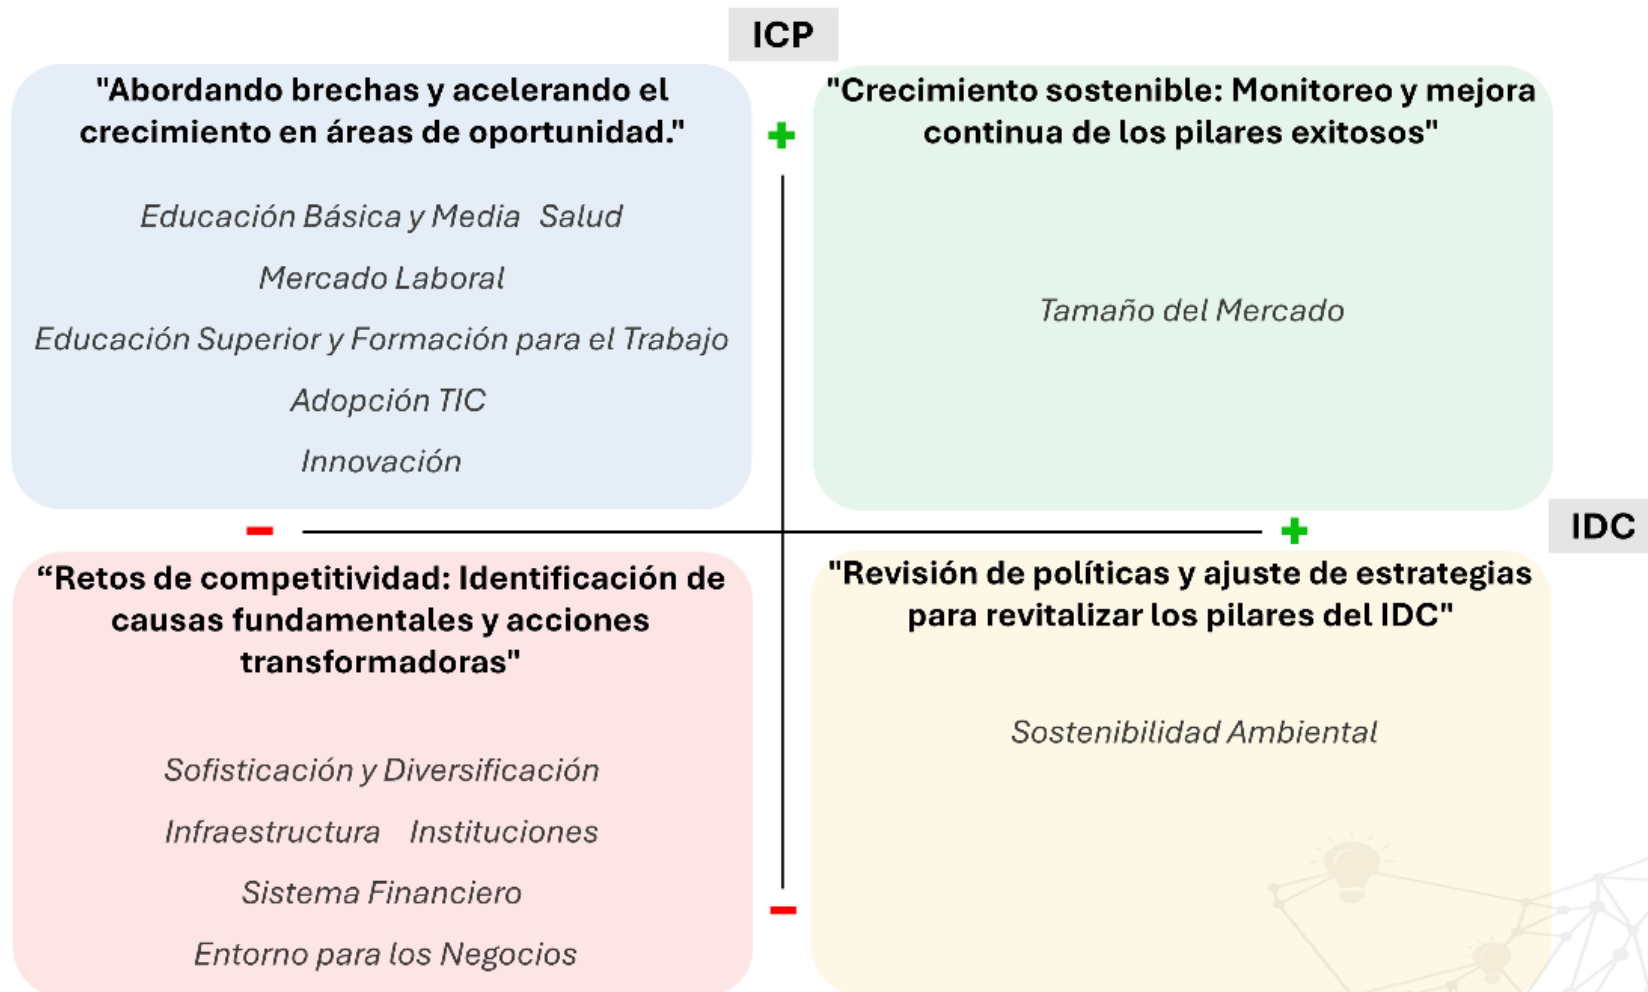 ICP
"Abordando brechas y acelerando el
crecimiento en áreas de oportunidad."
Educación Básica y Media Salud
Mercado Laboral
Educación Superior y Formación para el Trabajo
Adopción TIC
Innovación
"Crecimiento sostenible: Monitoreo y mejora
continua de los pilares exitosos"
Tamaño del Mercado
+
-
+
IDC
“Retos de competitividad: Identificación de
causas fundamentales y acciones
transformadoras"
Sofisticación y Diversificación
Infraestructura Instituciones
Sistema Financiero
Entorno para los Negocios
"Revisión de políticas y ajuste de estrategias
para revitalizar los pilares del IDC"
Sostenibilidad Ambiental
-